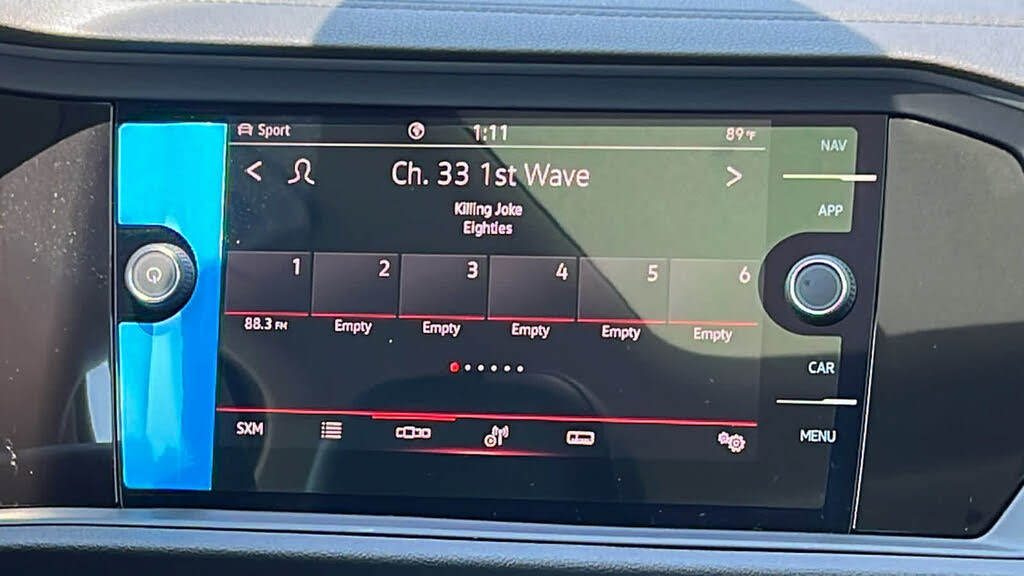 Sport 1:11 89 °F
NAV
Ch. 33 1st Wave
APP
Killing Joke
Eighties
1 2 3 4 5 6
88.3 FM Empty Empty Empty Empty Empty
CAR
SXM
MENU